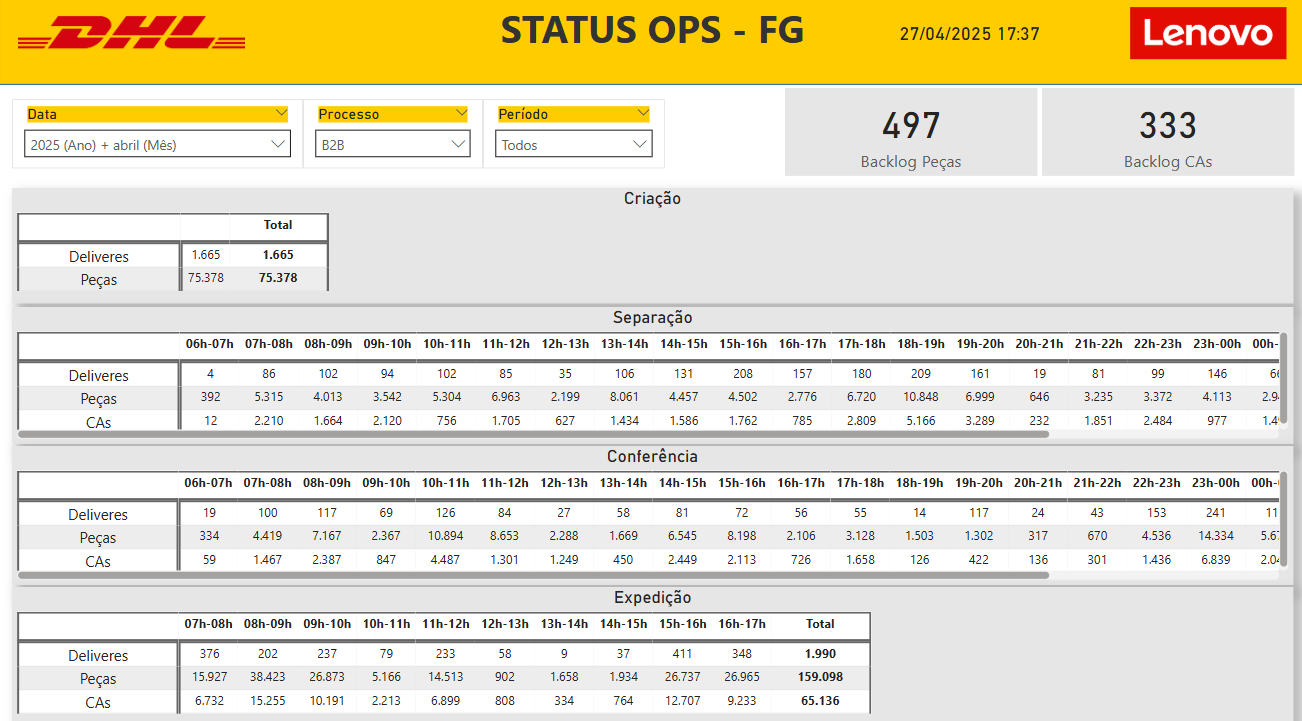 DHL
STATUS OPS - FG
27/04/2025 17:37
Lenovo
Data
Processo
Período
2025 (Ano) + abril (Mês)
B2B
Todos
497
Backlog Peças
333
Backlog CAs
Criação
Total
Deliveres 1.665 1.665
Peças 75.378 75.378
Separação
06h-07h 07h-08h 08h-09h 09h-10h 10h-11h 11h-12h 12h-13h 13h-14h 14h-15h 15h-16h 16h-17h 17h-18h 18h-19h 19h-20h 20h-21h 21h-22h 22h-23h 23h-00h 00h-
Deliveres 4 86 102 94 102 85 35 106 131 208 157 180 209 161 19 81 99 146
Peças 392 5.315 4.013 3.542 5.304 6.963 2.199 8.061 4.457 4.502 2.776 6.720 10.848 6.999 646 3.235 3.372 4.113
CAs 12 2.210 1.664 2.120 756 1.705 627 1.434 1.586 1.762 785 2.809 5.166 3.289 232 1.851 2.484 977
Conferência
06h-07h 07h-08h 08h-09h 09h-10h 10h-11h 11h-12h 12h-13h 13h-14h 14h-15h 15h-16h 16h-17h 17h-18h 18h-19h 19h-20h 20h-21h 21h-22h 22h-23h 23h-00h 00h-
Deliveres 19 100 117 69 126 84 27 58 81 72 56 55 14 117 24 43 153 241
Peças 334 4.419 7.167 2.367 10.894 8.653 2.288 1.669 6.545 8.198 2.106 3.128 1.503 1.302 317 670 4.536 14.334
CAs 59 1.467 2.387 847 4.487 1.301 1.249 450 2.449 2.113 726 1.658 126 422 136 301 1.436 6.839
Expedição
07h-08h 08h-09h 09h-10h 10h-11h 11h-12h 12h-13h 13h-14h 14h-15h 15h-16h 16h-17h Total
Deliveres 376 202 237 79 233 58 9 37 411 348 1.990
Peças 15.927 38.423 26.873 5.166 14.513 902 1.658 1.934 26.737 26.965 159.098
CAs 6.732 15.255 10.191 2.213 6.899 808 334 764 12.707 9.233 65.136